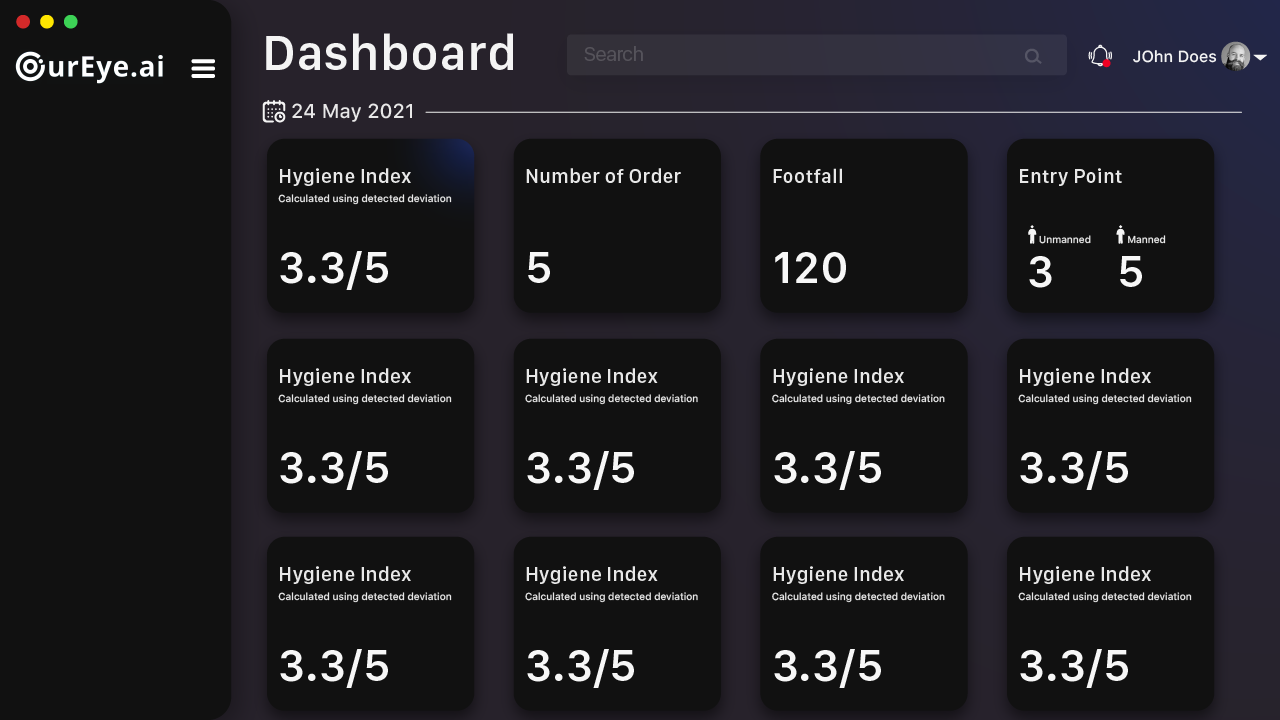 OurEye.ai
Dashboard
Search
JOhn Does
24 May 2021
Hygiene Index
Calculated using detected deviation
3.3/5
Number of Order
5
Footfall
120
Entry Point
Unmanned
3
Manned
5
Hygiene Index
Calculated using detected deviation
3.3/5
Hygiene Index
Calculated using detected deviation
3.3/5
Hygiene Index
Calculated using detected deviation
3.3/5
Hygiene Index
Calculated using detected deviation
3.3/5
Hygiene Index
Calculated using detected deviation
3.3/5
Hygiene Index
Calculated using detected deviation
3.3/5
Hygiene Index
Calculated using detected deviation
3.3/5
Hygiene Index
Calculated using detected deviation
3.3/5